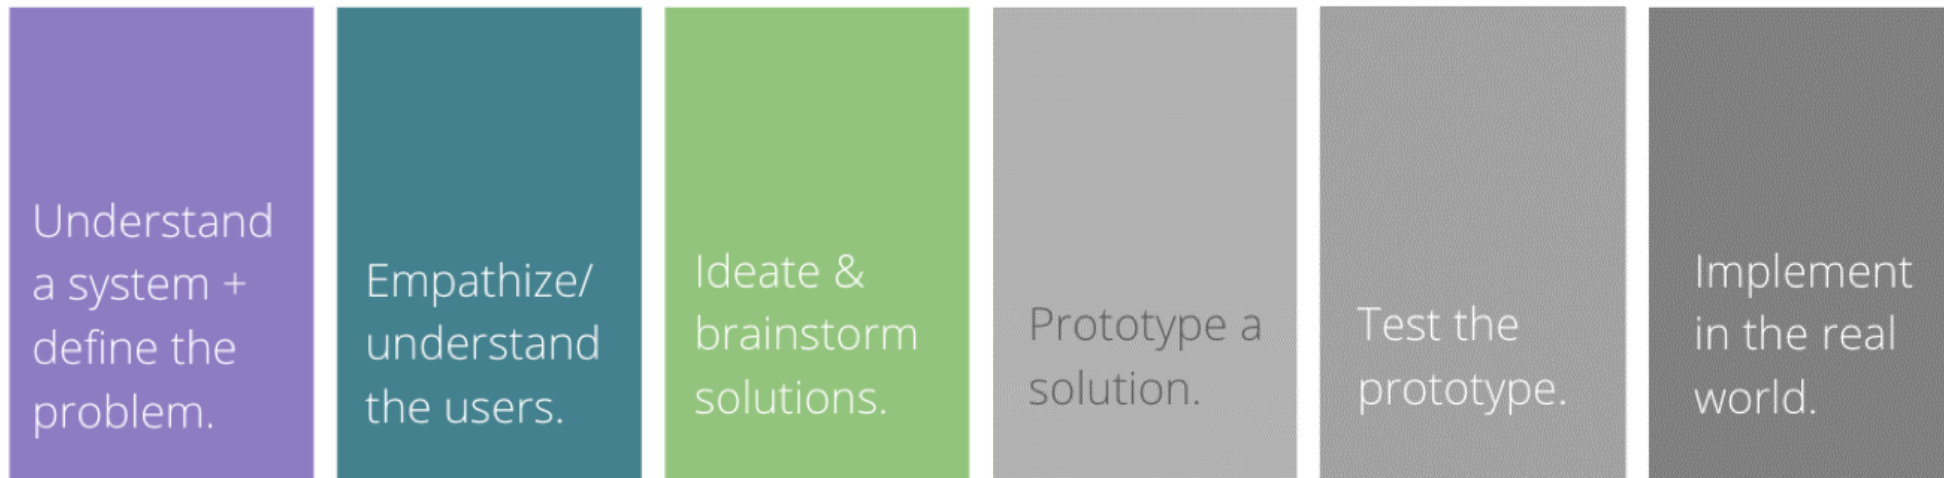 Understand
a system +
define the
problem.
Empathize/
understand
the users.
Ideate &
brainstorm
solutions.
Prototype a
solution.
Test the
prototype.
Implement
in the real
world.